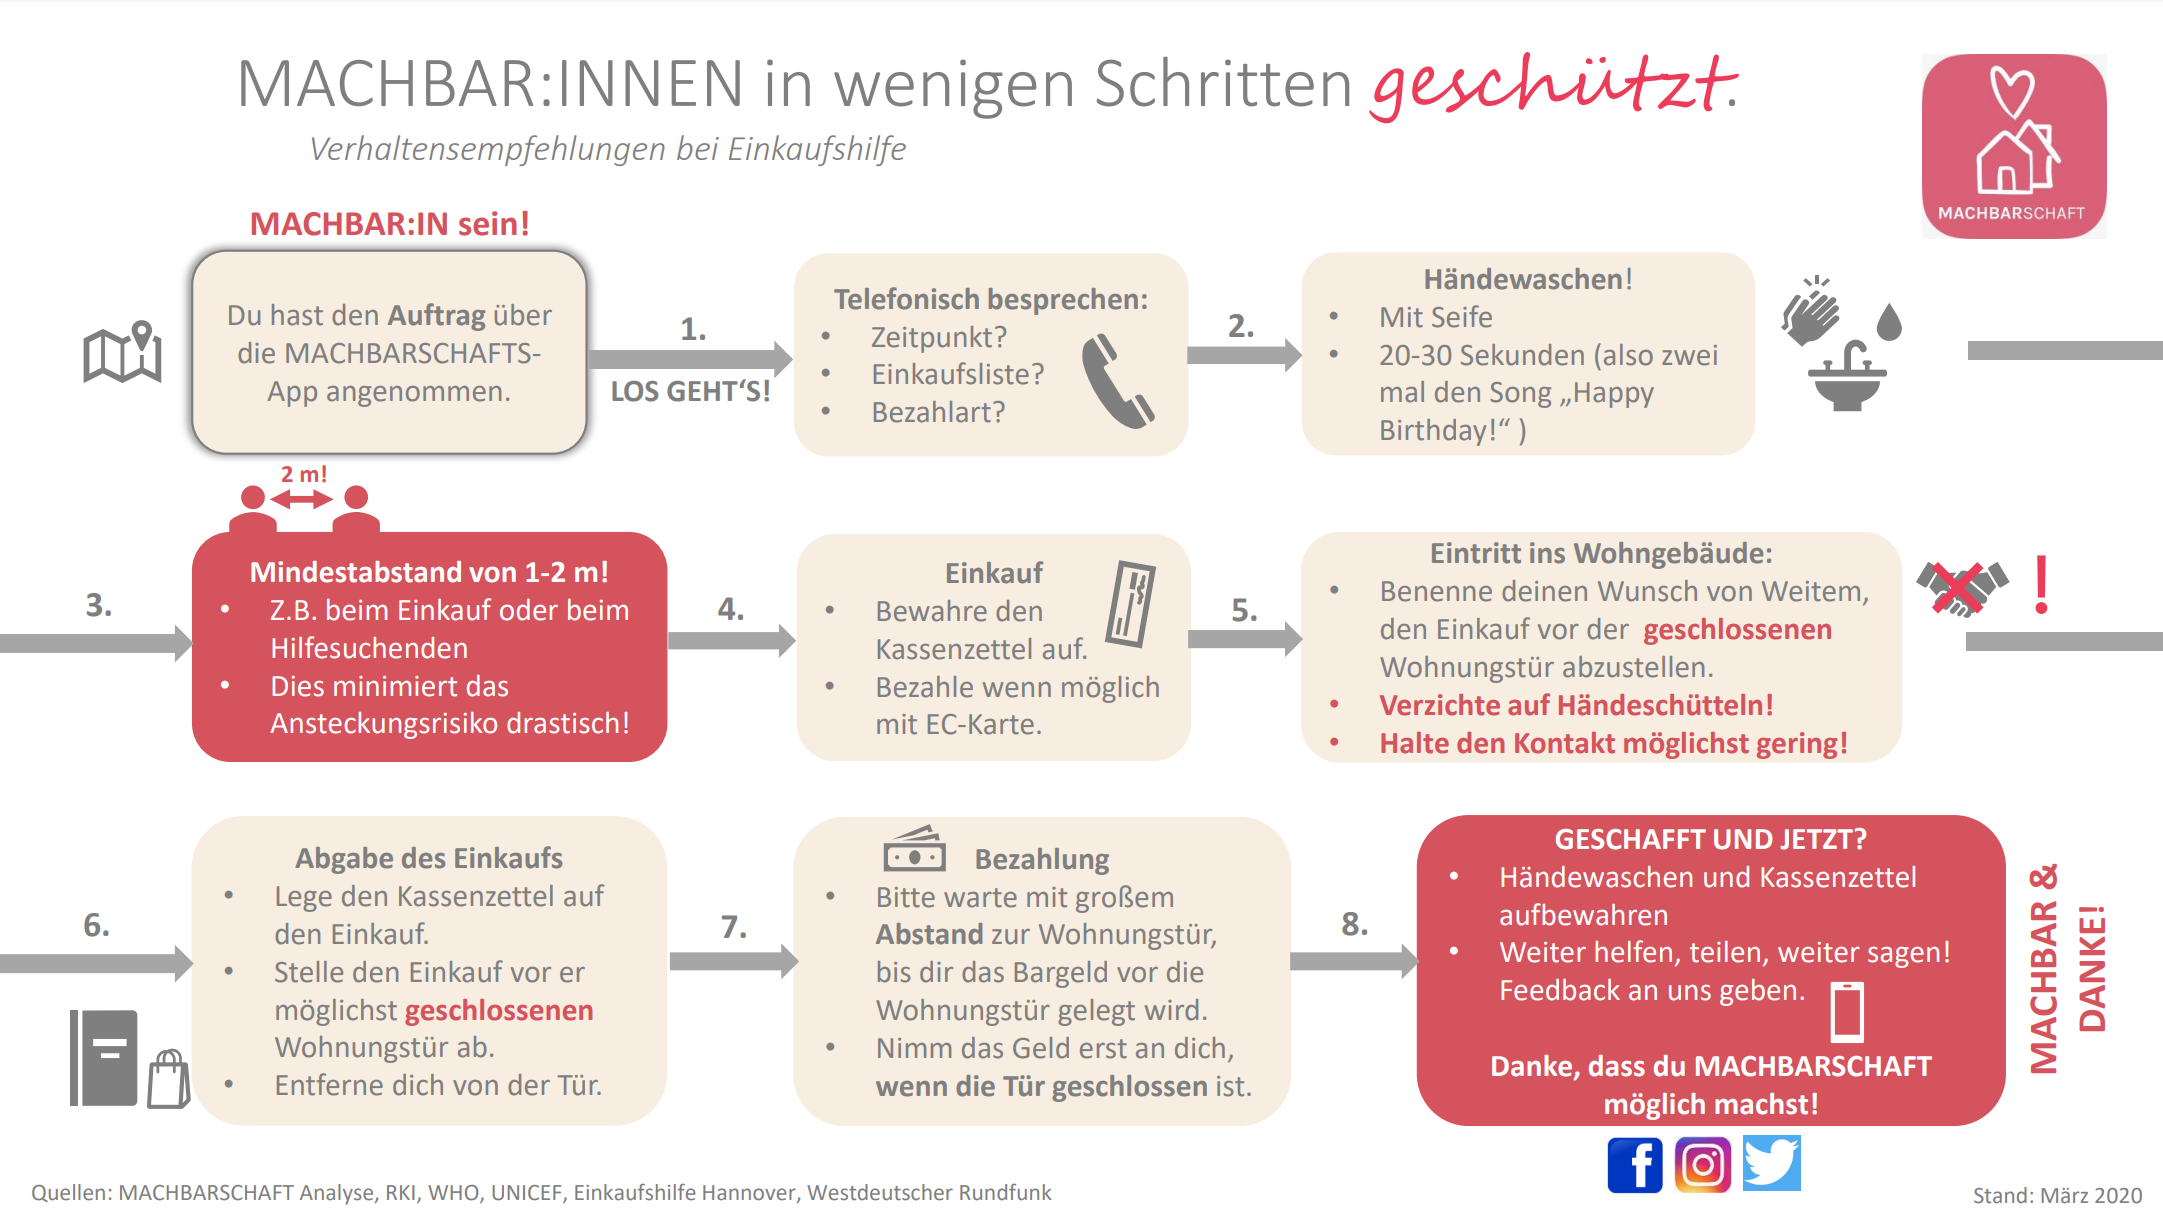 MACHBAR:INNEN in wenigen Schritten geschützt.
Verhaltensempfehlungen bei Einkaufshilfe
MACHBARSCHAFT
MACHBAR:IN sein!
Du hast den Auftrag über
die MACHBARSCHAFTS-
App angenommen.
1.
LOS GEHT‘S!
Telefonisch besprechen:
• Zeitpunkt?
• Einkaufsliste?
• Bezahlart?
2.
Händewaschen!
• Mit Seife
• 20-30 Sekunden (also zwei
mal den Song „Happy
Birthday!“ )
3.
2 m!
Mindestabstand von 1-2 m!
• Z.B. beim Einkauf oder beim
Hilfesuchenden
• Dies minimiert das
Ansteckungsrisiko drastisch!
4.
Einkauf
• Bewahre den
Kassenzettel auf.
• Bezahle wenn möglich
mit EC-Karte.
5.
Eintritt ins Wohngebäude:
• Benenne deinen Wunsch von Weitem,
den Einkauf vor der geschlossenen
Wohnungstür abzustellen.
• Verzichte auf Händeschütteln!
• Halte den Kontakt möglichst gering!
!
6.
Abgabe des Einkaufs
• Lege den Kassenzettel auf
den Einkauf.
• Stelle den Einkauf vor er
möglichst geschlossenen
Wohnungstür ab.
• Entferne dich von der Tür.
7.
Bezahlung
• Bitte warte mit großem
Abstand zur Wohnungstür,
bis dir das Bargeld vor die
Wohnungstür gelegt wird.
• Nimm das Geld erst an dich,
wenn die Tür geschlossen ist.
8.
GESCHAFFT UND JETZT?
• Händewaschen und Kassenzettel
aufbewahren
• Weiter helfen, teilen, weiter sagen!
Feedback an uns geben.
Danke, dass du MACHBARSCHAFT
möglich machst!
MACHBAR &
DANKE!
Quellen: MACHBARSCHAFT Analyse, RKI, WHO, UNICEF, Einkaufshilfe Hannover, Westdeutscher Rundfunk
Stand: März 2020